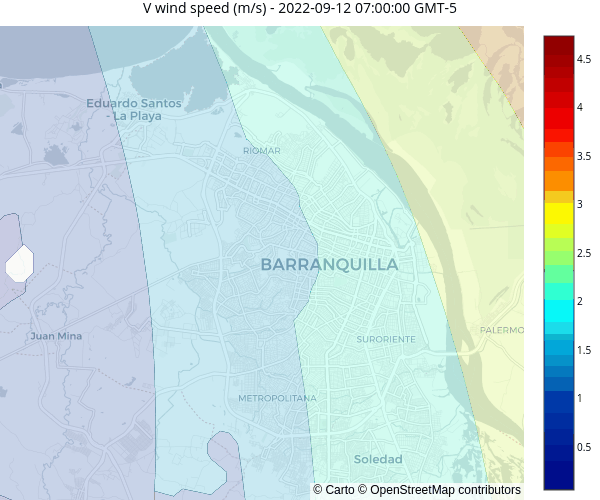 V wind speed (m/s) - 2022-09-12 07:00:00 GMT-5
Eduardo Santos
- La Playa
RIOMAR
BARRANQUILLA
Juan Mina
SURORIENTE
PALERMO
METROPOLITANA
Soledad
© Carto © OpenStreetMap contributors
4.5
4
3.5
3
2.5
2
1.5
1
0.5